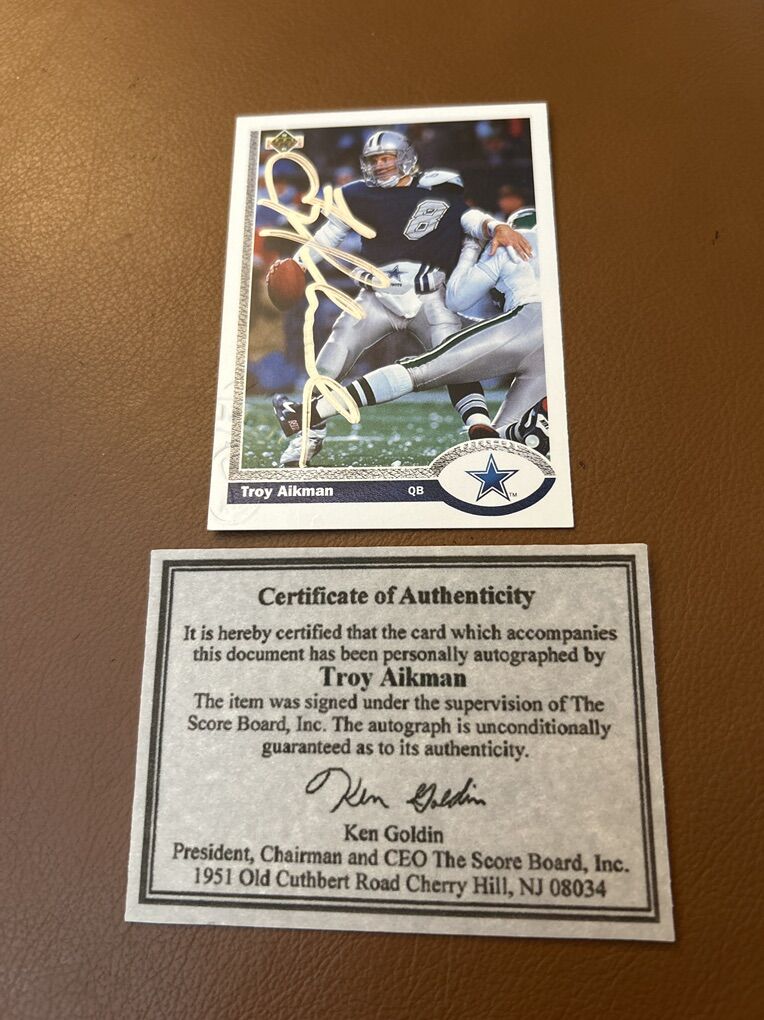 8
Troy Aikman QB TM
Certificate of Authenticity
It is hereby certified that the card which accompanies
this document has been personally autographed by
Troy Aikman
The item was signed under the supervision of The
Score Board, Inc. The autograph is unconditionally
guaranteed as to its authenticity.
Ken Goldin
Ken Goldin
President, Chairman and CEO The Score Board, Inc.
1951 Old Cuthbert Road Cherry Hill, NJ 08034